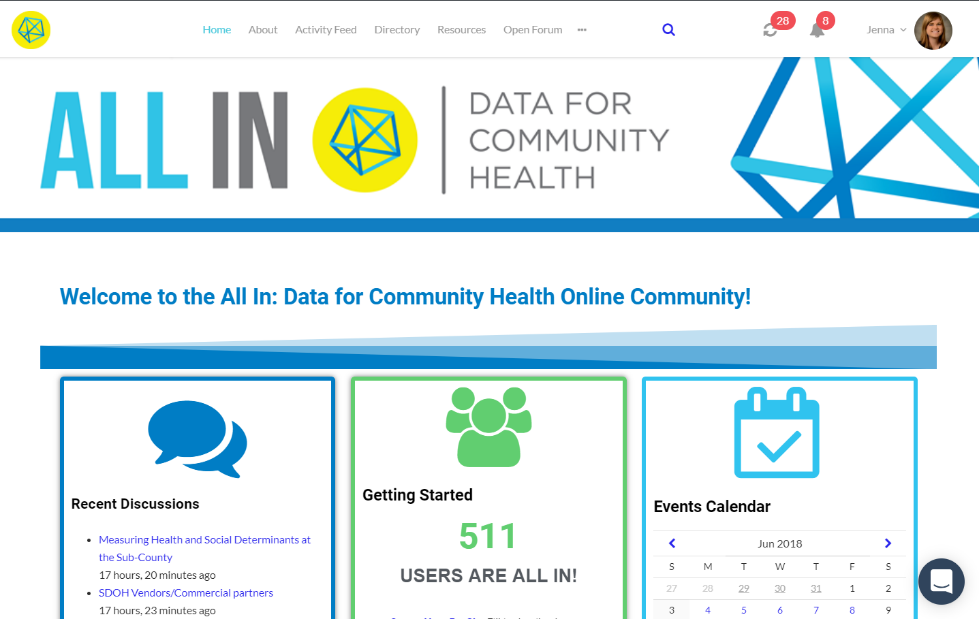 Home About Activity Feed Directory Resources Open Forum ••• 28 8 Jenna
ALL IN
DATA FOR
COMMUNITY
HEALTH
Welcome to the All In: Data for Community Health Online Community!
Recent Discussions
Measuring Health and Social Determinants at
the Sub-County
17 hours, 20 minutes ago
SDOH Vendors/Commercial partners
17 hours, 23 minutes ago
Getting Started
511
USERS ARE ALL IN!
Events Calendar
Jun 2018
S M T W T F S
27 28 29 30 31 1 2
3 4 5 6 7 8 9